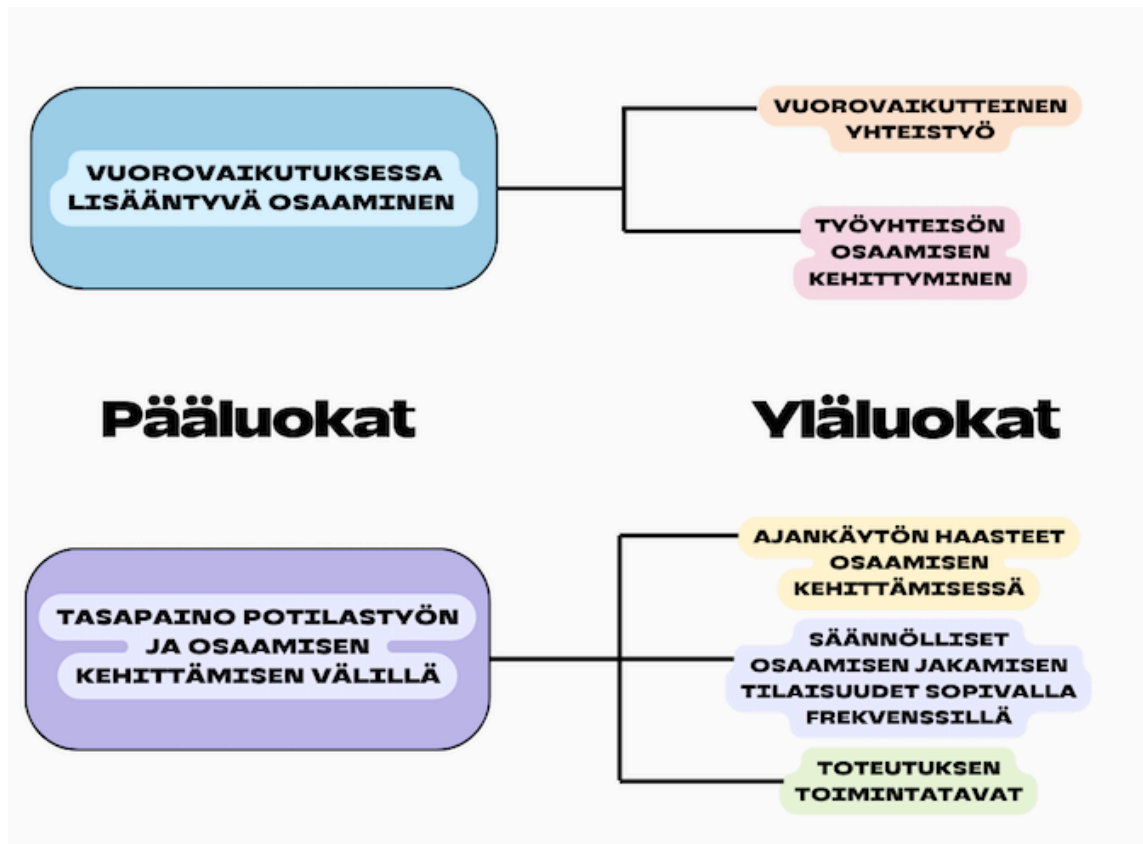 VUOROVAIKUTUKSESSA
LISÄÄNTYVÄ OSAAMINEN
VUOROVAIKUTTEINEN
YHTEISTYÖ
TYÖYHTEISÖN
OSAAMISEN
KEHITTYMINEN
Pääluokat
Yläluokat
TASAPAINO POTILASTYÖN
JA OSAAMISEN
KEHITTÄMISEN VÄLILLÄ
AJANKÄYTÖN HAASTEET
OSAAMISEN
KEHITTÄMISESSÄ
SÄÄNNÖLLISET
OSAAMISEN JAKAMISEN
TILAISUUDET SOPIVALLA
FREKVENSSILLÄ
TOTEUTUKSEN
TOIMINTATAVAT